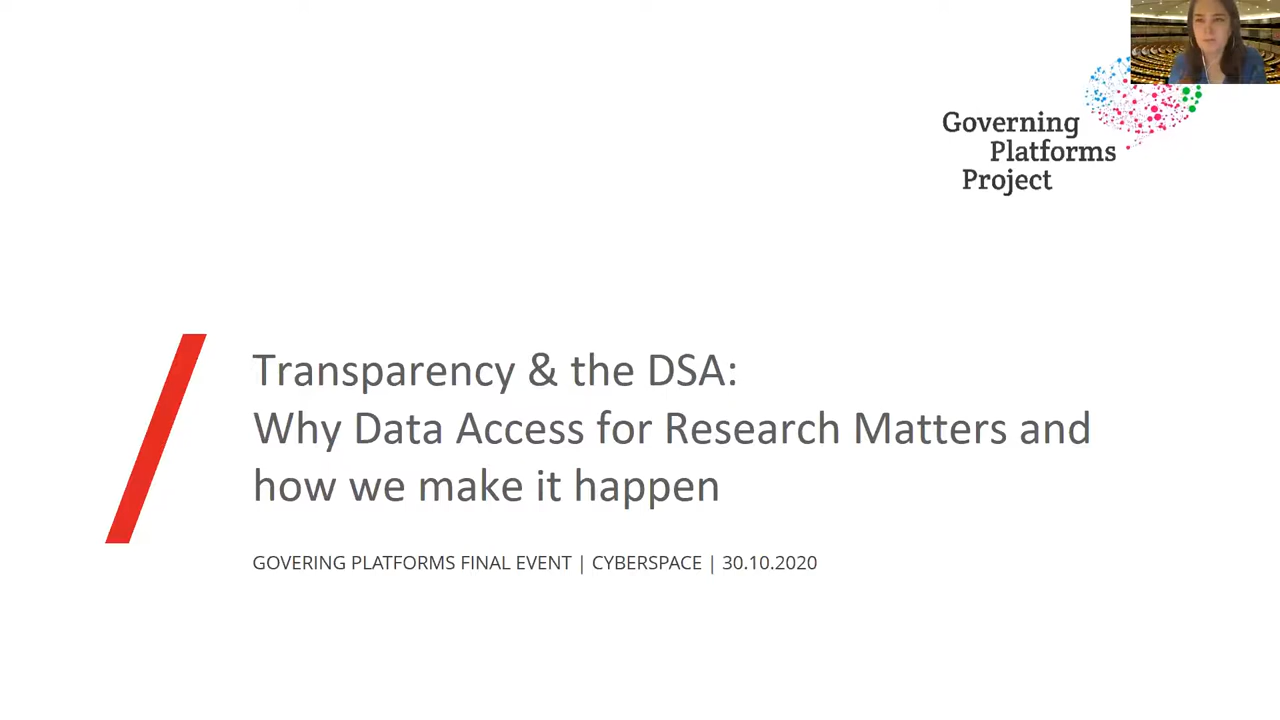 Governing
Platforms
Project
Transparency & the DSA:
Why Data Access for Research Matters and
how we make it happen
GOVERING PLATFORMS FINAL EVENT | CYBERSPACE | 30.10.2020